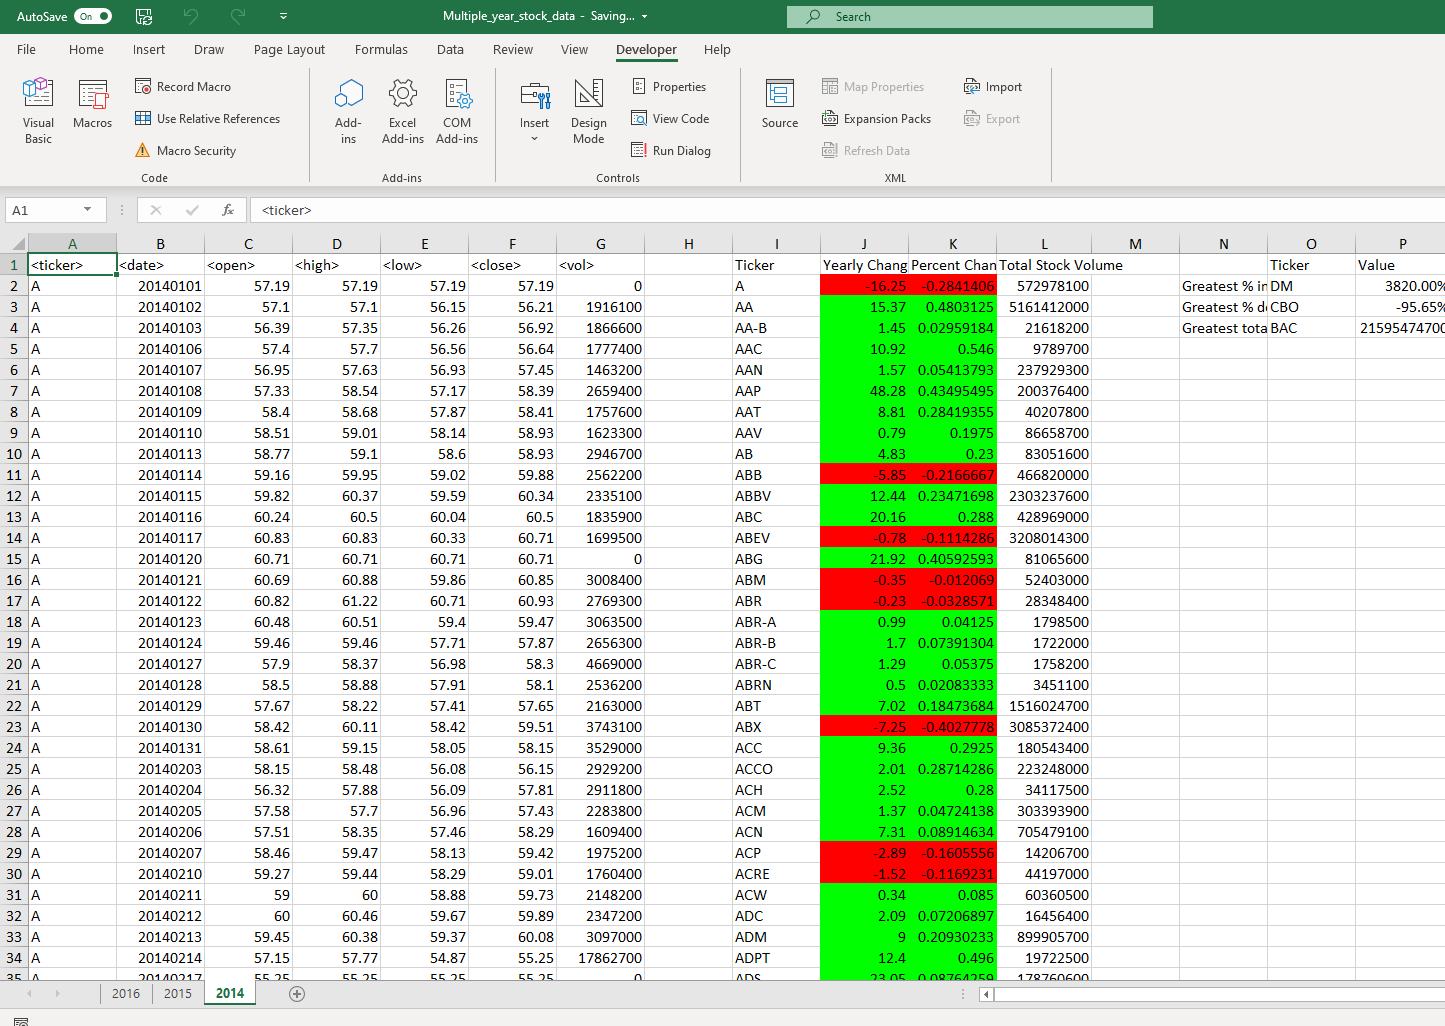 AutoSave On Multiple_year_stock_data - Saving... Search
File Home Insert Draw Page Layout Formulas Data Review View Developer Help
Visual Basic
Macros
Record Macro
Use Relative References
Macro Security
Code
Add-ins
Excel Add-ins
COM Add-ins
Add-ins
Insert
Design Mode
Properties
View Code
Run Dialog
Controls
Source
Map Properties
Expansion Packs
Refresh Data
Import
Export
XML
A1 fx <ticker>
A B C D E F G H I J K L M N O P
1 <ticker> <date> <open> <high> <low> <close> <vol> Ticker Yearly Chang Percent Chan Total Stock Volume Ticker Value
2 A 20140101 57.19 57.19 57.19 57.19 0 A -16.25 -0.2841406 572978100 Greatest % in DM 3820.00%
3 A 20140102 57.1 57.1 56.15 56.21 1916100 AA 15.37 0.4803125 5161412000 Greatest % de CBO -95.65%
4 A 20140103 56.39 57.35 56.26 56.92 1866600 AA-B 1.45 0.02959184 21618200 Greatest tota BAC 21595474700
5 A 20140106 57.4 57.7 56.56 56.64 1777400 AAC 10.92 0.546 9789700
6 A 20140107 56.95 57.63 56.93 57.45 1463200 AAN 1.57 0.05413793 237929300
7 A 20140108 57.33 58.54 57.17 58.39 2659400 AAP 48.28 0.43495495 200376400
8 A 20140109 58.4 58.68 57.87 58.41 1757600 AAT 8.81 0.28419355 40207800
9 A 20140110 58.51 59.01 58.14 58.93 1623300 AAV 0.79 0.1975 86658700
10 A 20140113 58.77 59.1 58.6 58.93 2946700 AB 4.83 0.23 83051600
11 A 20140114 59.16 59.95 59.02 59.88 2562200 ABB -5.85 -0.2166667 466820000
12 A 20140115 59.82 60.37 59.59 60.34 2335100 ABBV 12.44 0.23471698 2303237600
13 A 20140116 60.24 60.5 60.04 60.5 1835900 ABC 20.16 0.288 428969000
14 A 20140117 60.83 60.83 60.33 60.71 1699500 ABEV -0.78 -0.1114286 3208014300
15 A 20140120 60.71 60.71 60.71 60.71 0 ABG 21.92 0.40592593 81065600
16 A 20140121 60.69 60.88 59.86 60.85 3008400 ABM -0.35 -0.012069 52403000
17 A 20140122 60.82 61.22 60.71 60.93 2769300 ABR -0.23 -0.0328571 28348400
18 A 20140123 60.48 60.51 59.4 59.47 3063500 ABR-A 0.99 0.04125 1798500
19 A 20140124 59.46 59.46 57.71 57.87 2656300 ABR-B 1.7 0.07391304 1722000
20 A 20140127 57.9 58.37 56.98 58.3 4669000 ABR-C 1.29 0.05375 1758200
21 A 20140128 58.5 58.88 57.91 58.1 2536200 ABRN 0.5 0.02083333 3451100
22 A 20140129 57.67 58.22 57.41 57.65 2163000 ABT 7.02 0.18473684 1516024700
23 A 20140130 58.42 60.11 58.42 59.51 3743100 ABX -7.25 -0.4027778 3085372400
24 A 20140131 58.61 59.15 58.05 58.15 3529000 ACC 9.36 0.2925 180543400
25 A 20140203 58.15 58.48 56.08 56.15 2929200 ACCO 2.01 0.28714286 223248000
26 A 20140204 56.32 57.88 56.09 57.81 2911800 ACH 2.52 0.28 34117500
27 A 20140205 57.58 57.7 56.96 57.43 2283800 ACM 1.37 0.04724138 303393900
28 A 20140206 57.51 58.35 57.46 58.29 1609400 ACN 7.31 0.08914634 705479100
29 A 20140207 58.46 59.47 58.13 59.42 1975200 ACP -2.89 -0.1605556 14206700
30 A 20140210 59.27 59.44 58.29 59.01 1760400 ACRE -1.52 -0.1169231 44197000
31 A 20140211 59 60 58.88 59.73 2148200 ACW 0.34 0.085 60360500
32 A 20140212 60 60.46 59.67 59.89 2347200 ADC 2.09 0.07206897 16456400
33 A 20140213 59.45 60.38 59.37 60.08 3097000 ADM 9 0.20930233 899905700
34 A 20140214 57.15 57.77 54.87 55.25 17862700 ADPT 12.4 0.496 19722500
35 A 20140217 55.25 55.25 55.25 55.25 0 ADS 23.05 0.08764259 178760600
2016 2015 2014